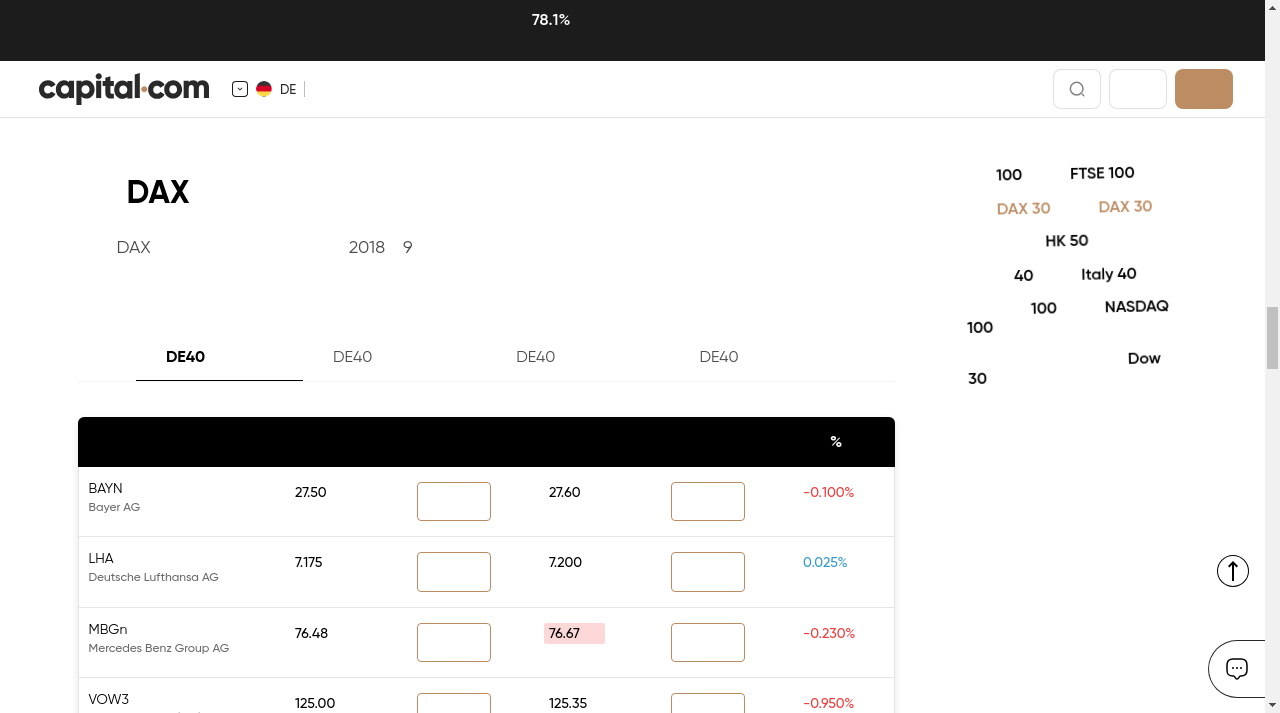 78.1%
capital.com
DE
DAX
DAX 2018 9
100 FTSE 100
DAX 30 DAX 30
HK 50
40 Italy 40
100 NASDAQ
100
Dow
30
DE40 DE40 DE40 DE40
%
BAYN 27.50 27.60 -0.100%
Bayer AG
LHA 7.175 7.200 0.025%
Deutsche Lufthansa AG
MBGn 76.48 76.67 -0.230%
Mercedes Benz Group AG
VOW3 125.00 125.35 -0.950%